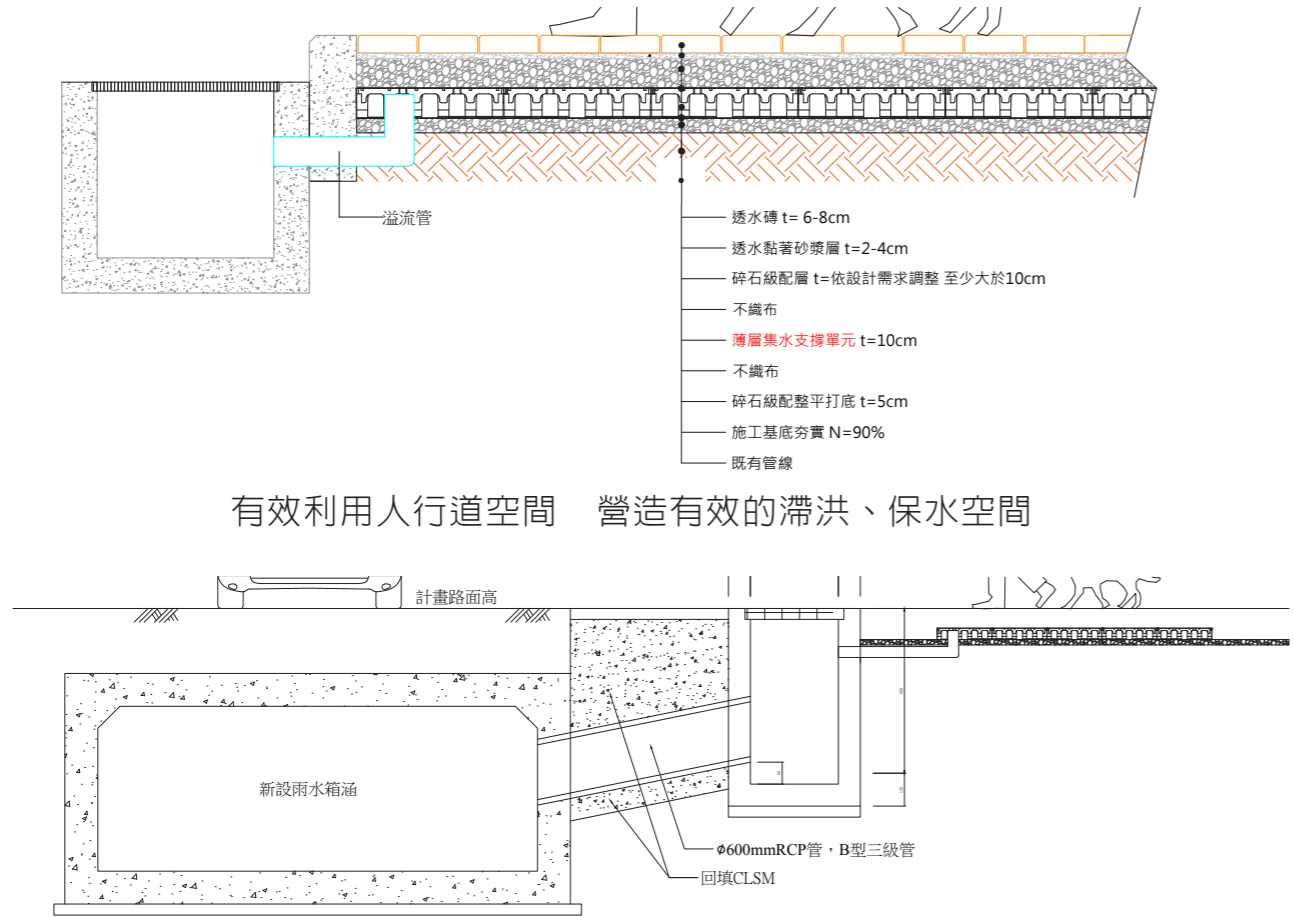 溢流管
透水磚 t= 6-8cm
透水黏著砂漿層 t=2-4cm
碎石級配層 t=依設計需求調整 至少大於10cm
不織布
薄層集水支撐單元 t=10cm
不織布
碎石級配整平打底 t=5cm
施工基底夯實 N=90%
既有管線
有效利用人行道空間 營造有效的滯洪、保水空間
計畫路面高
新設雨水箱涵
φ600mmRCP管，B型三級管
回填CLSM